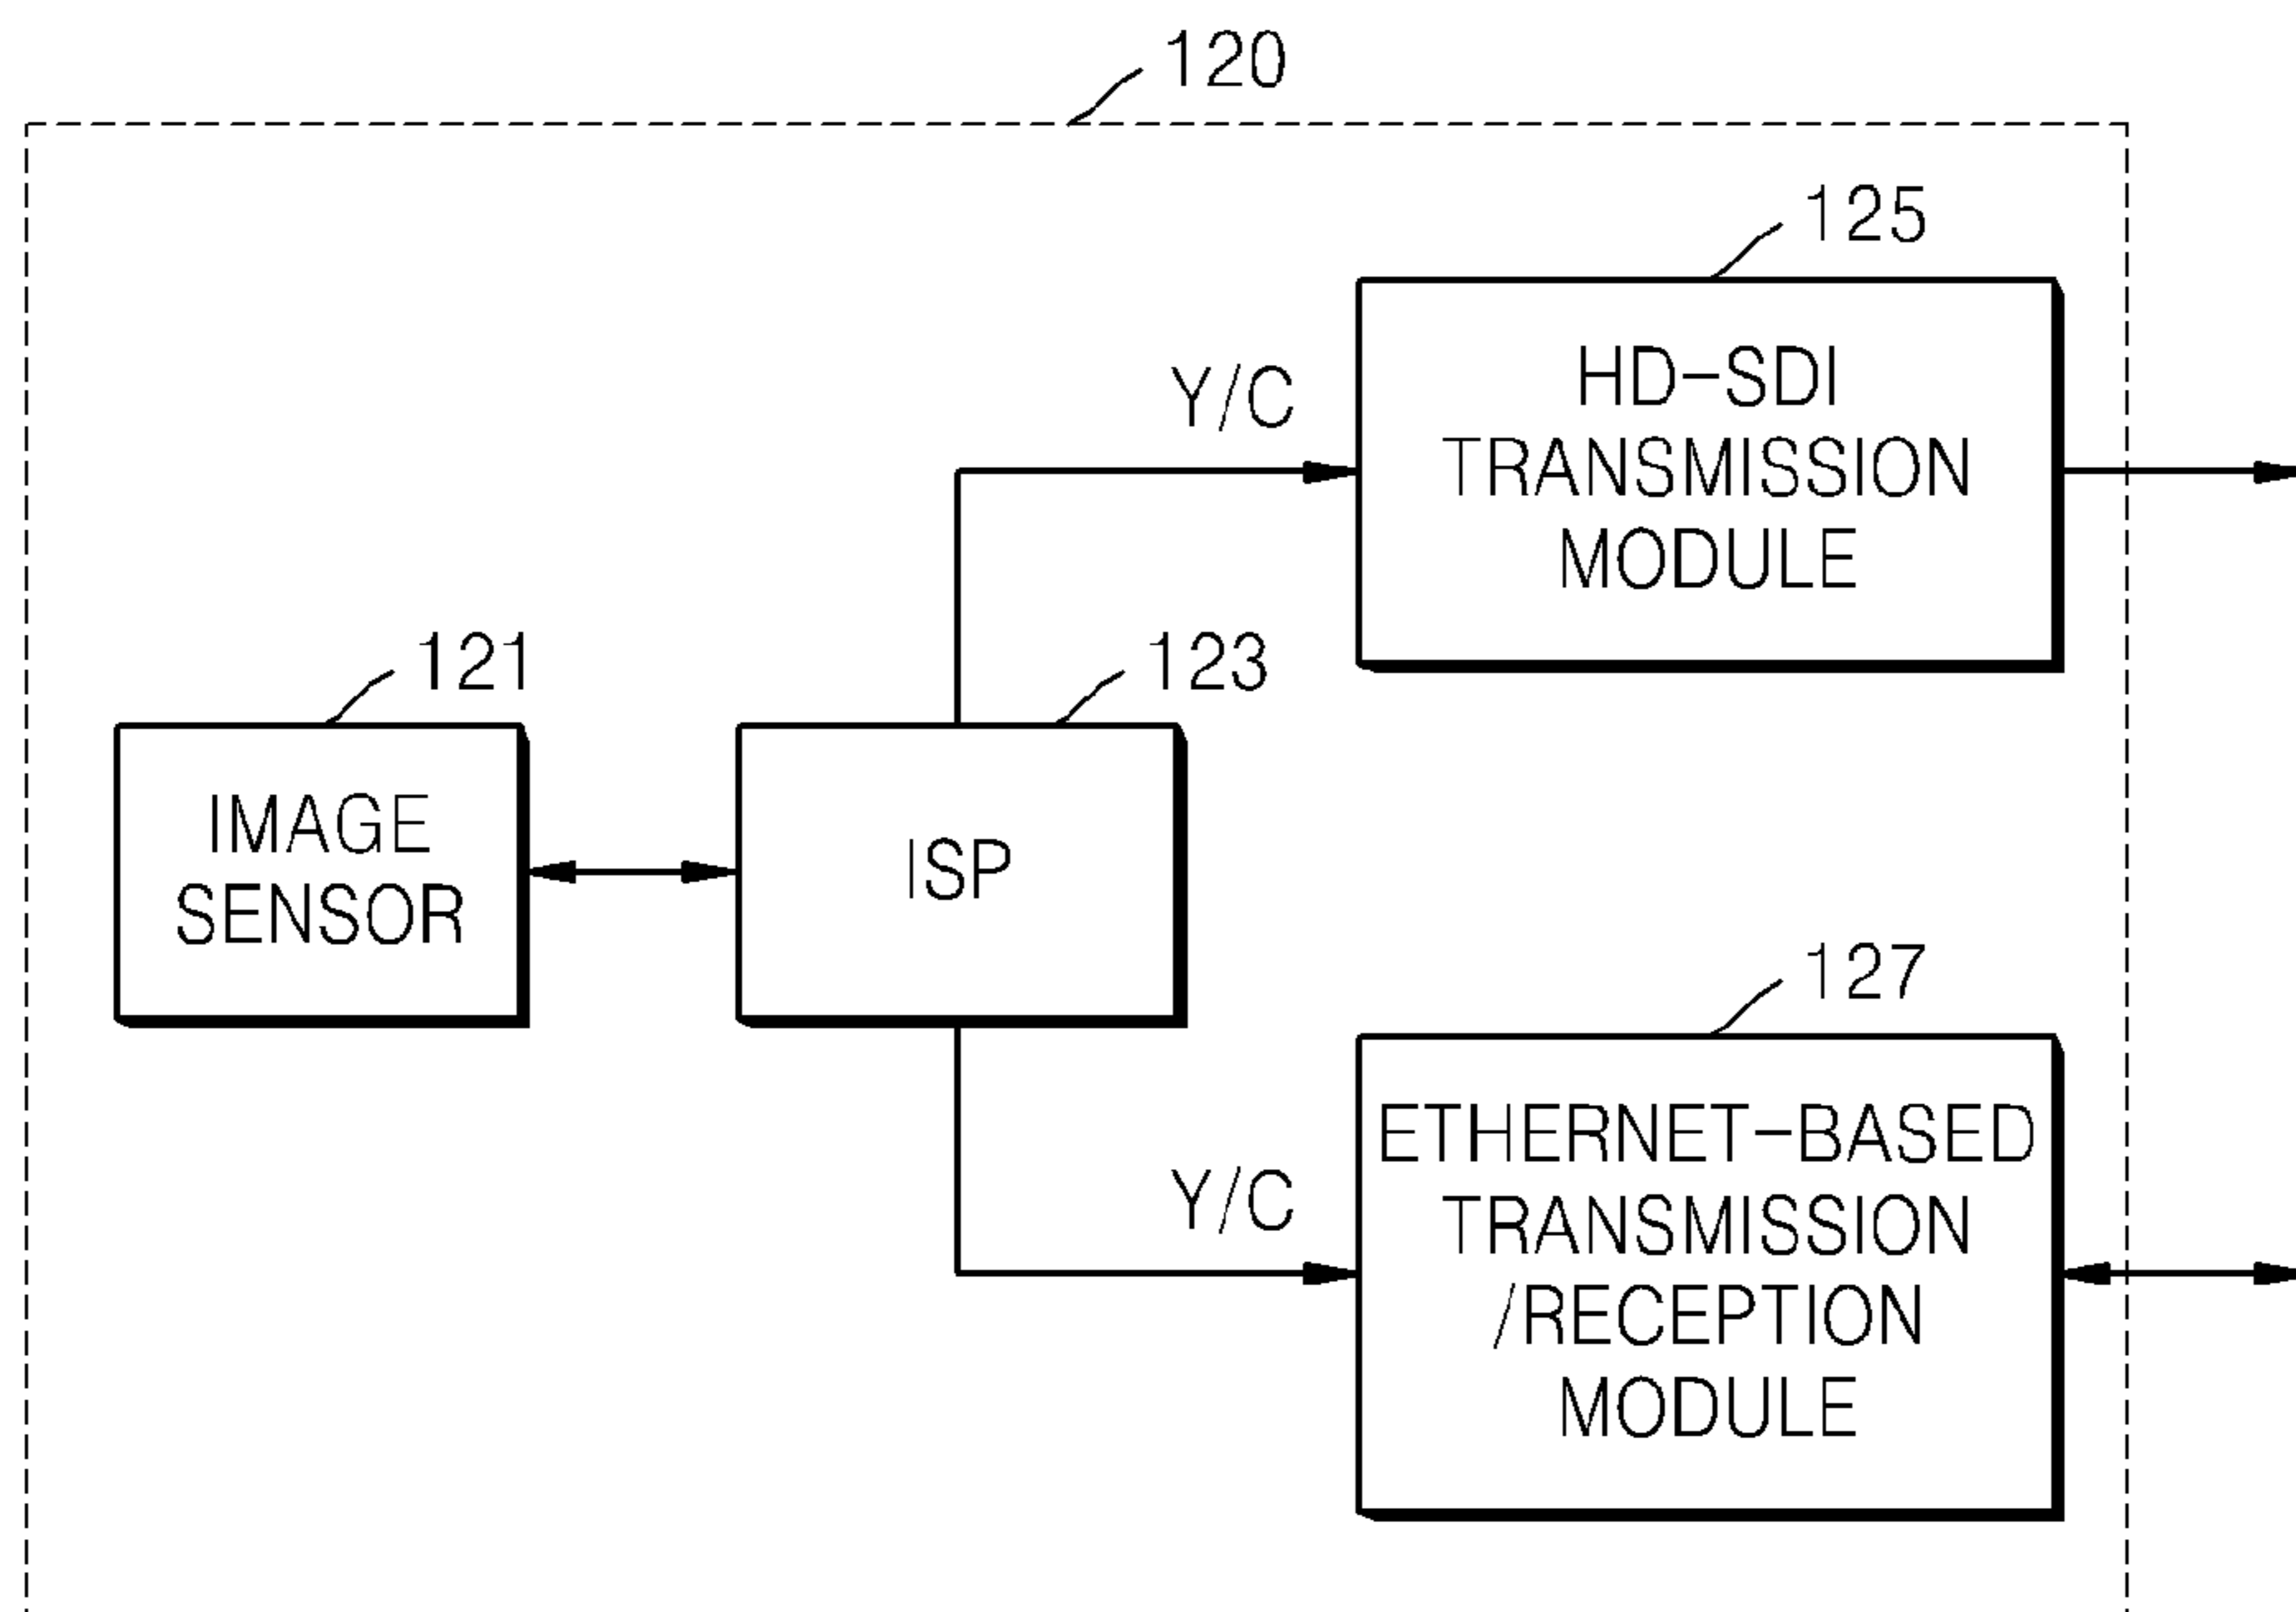 120
125
HD-SDI
TRANSMISSION
MODULE
Y/C
121
123
IMAGE
SENSOR
ISP
127
ETHERNET-BASED
TRANSMISSION
/RECEPTION
MODULE
Y/C